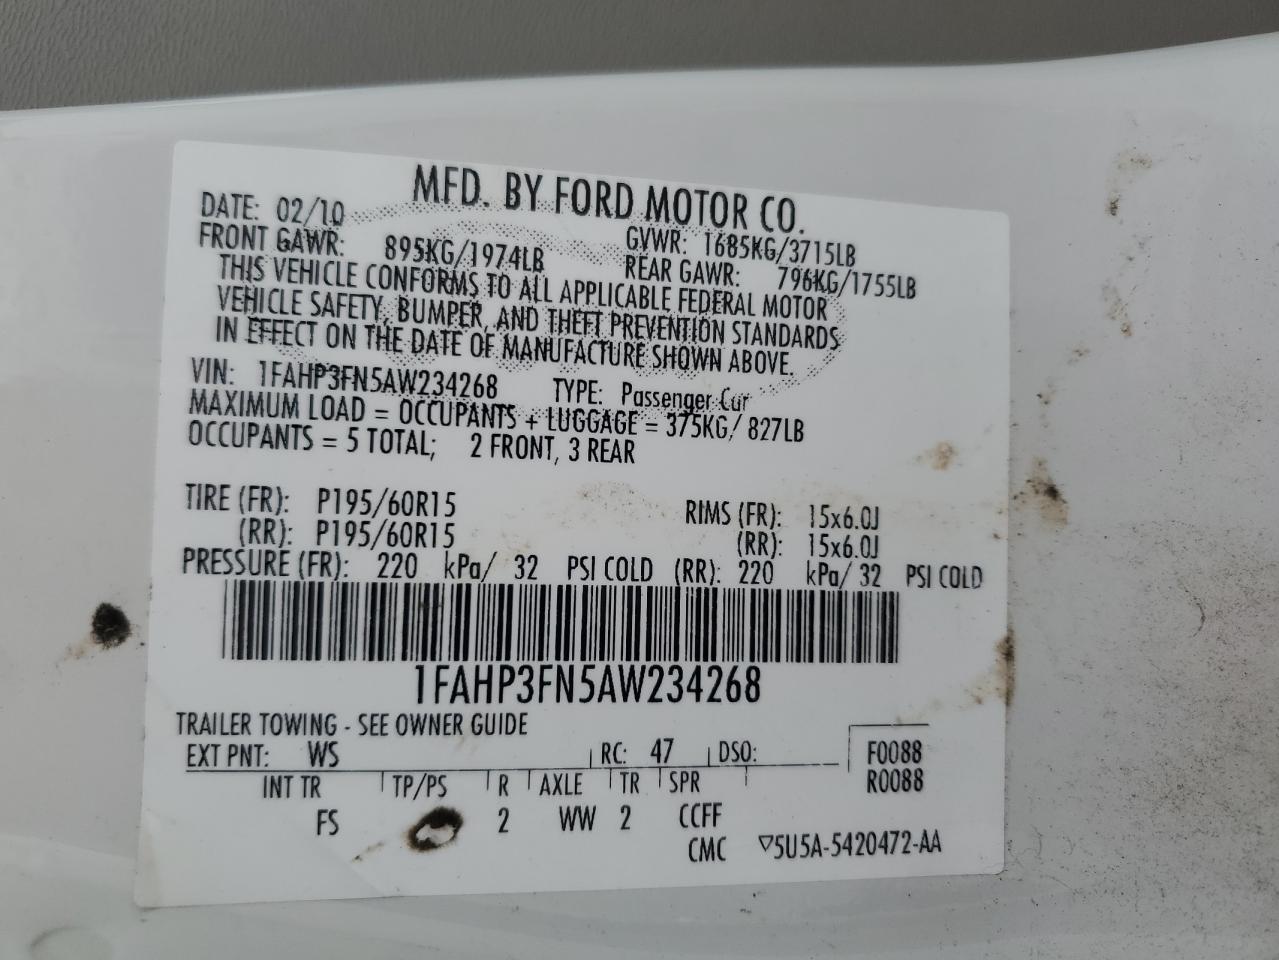 MFD. BY FORD MOTOR CO.
DATE: 02/10 GVWR: 1685KG/3715LB
FRONT GAWR: 895KG/1974LB REAR GAWR: 796KG/1755LB
THIS VEHICLE CONFORMS TO ALL APPLICABLE FEDERAL MOTOR
VEHICLE SAFETY, BUMPER, AND THEFT PREVENTION STANDARDS
IN EFFECT ON THE DATE OF MANUFACTURE SHOWN ABOVE.
VIN: 1FAHP3FN5AW234268 TYPE: Passenger Car
MAXIMUM LOAD = OCCUPANTS + LUGGAGE = 375KG/ 827LB
OCCUPANTS = 5 TOTAL; 2 FRONT, 3 REAR
TIRE (FR): P195/60R15 RIMS (FR): 15x6.0J
(RR): P195/60R15 (RR): 15x6.0J
PRESSURE (FR): 220 kPa/ 32 PSI COLD (RR): 220 kPa/ 32 PSI COLD
1FAHP3FN5AW234268
TRAILER TOWING - SEE OWNER GUIDE
EXT PNT: WS RC: 47 DSO: F0088
INT TR TP/PS R AXLE TR SPR R0088
FS 2 WW 2 CCFF
CMC ▽5U5A-5420472-AA